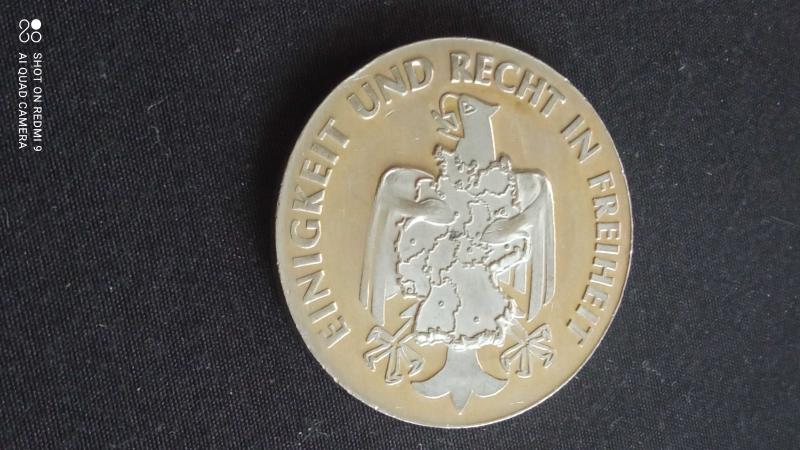 EINIGKEIT UND RECHT IN FREIHEIT
SHOT ON REDMI 9
AI QUAD CAMERA